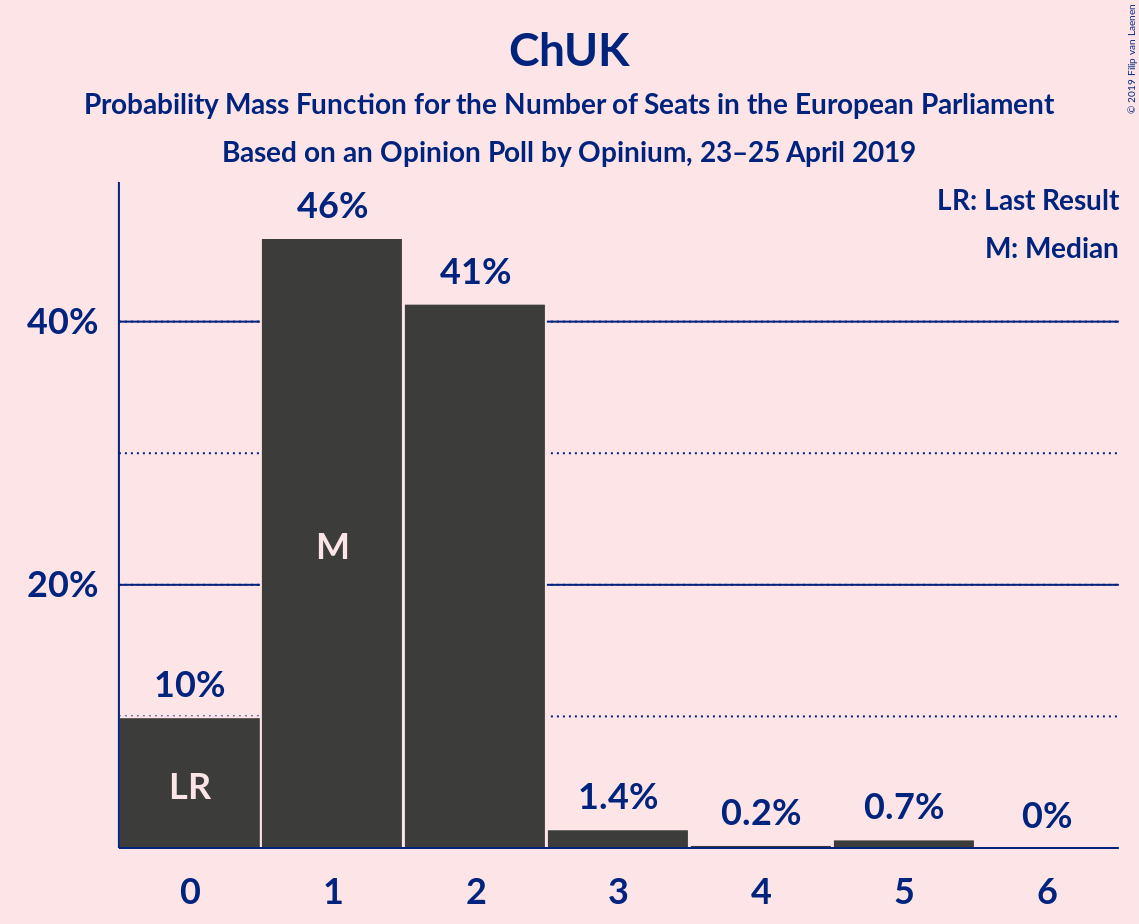 ChUK
Probability Mass Function for the Number of Seats in the European Parliament
Based on an Opinion Poll by Opinium, 23–25 April 2019
© 2019 Filip van Laenen
LR: Last Result
M: Median
46%
41%
40%
M
20%
10%
LR
1.4%
0.2%
0.7%
0%
0 1 2 3 4 5 6